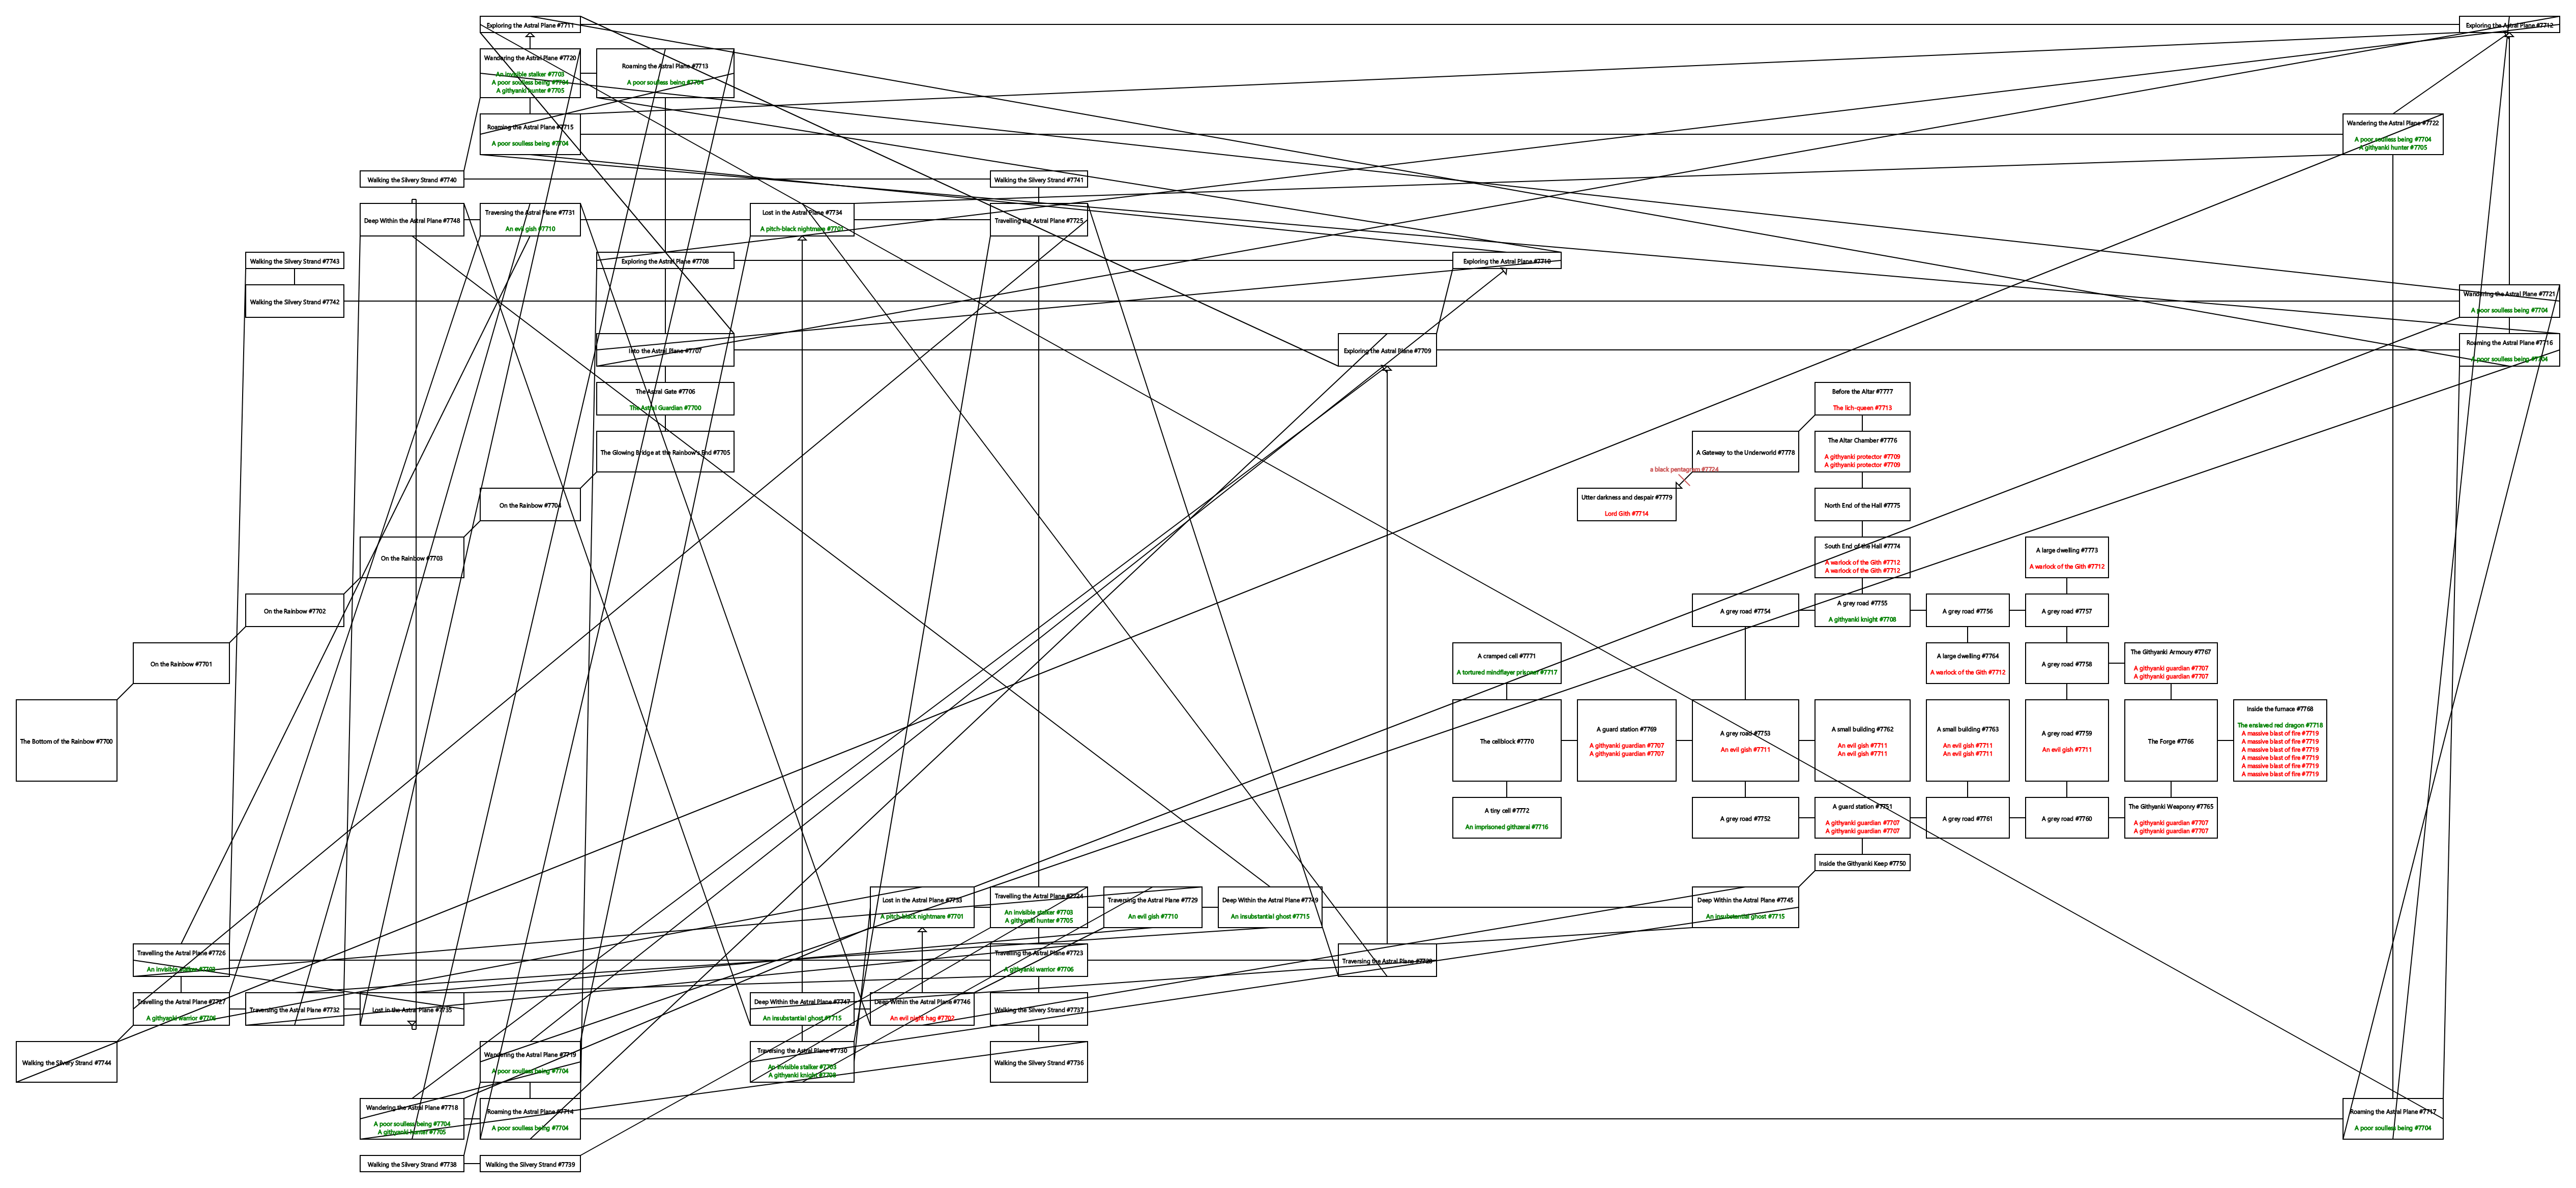 Exploring the Astral Plane #7711
Exploring the Astral Plane #7712
Wandering the Astral Plane #7720
An invisible stalker #7703
A poor soulless being #7704
A githyanki hunter #7705
Roaming the Astral Plane #7713
A poor soulless being #7704
Roaming the Astral Plane #7715
A poor soulless being #7704
Wandering the Astral Plane #7722
A poor soulless being #7704
A githyanki hunter #7705
Walking the Silvery Strand #7740
Walking the Silvery Strand #7741
Deep Within the Astral Plane #7748
Traversing the Astral Plane #7731
An evil gish #7710
Lost in the Astral Plane #7734
A pitch-black nightmare #7701
Travelling the Astral Plane #7725
Walking the Silvery Strand #7743
Exploring the Astral Plane #7708
Exploring the Astral Plane #7710
Walking the Silvery Strand #7742
Wandering the Astral Plane #7721
A poor soulless being #7704
Into the Astral Plane #7707
Exploring the Astral Plane #7709
Roaming the Astral Plane #7716
A poor soulless being #7704
The Astral Gate #7706
The Astral Guardian #7700
Before the Altar #7777
The lich-queen #7713
The Glowing Bridge at the Rainbow's End #7705
A Gateway to the Underworld #7778
The Altar Chamber #7776
A githyanki protector #7709
A githyanki protector #7709
a black pentagram #7724
On the Rainbow #7704
Utter darkness and despair #7779
Lord Gith #7714
North End of the Hall #7775
On the Rainbow #7703
South End of the Hall #7774
A warlock of the Gith #7712
A warlock of the Gith #7712
A large dwelling #7773
A warlock of the Gith #7712
On the Rainbow #7702
A grey road #7754
A grey road #7755
A githyanki knight #7708
A grey road #7756
A grey road #7757
On the Rainbow #7701
A cramped cell #7771
A tortured mindflayer prisoner #7717
A large dwelling #7764
A warlock of the Gith #7712
A grey road #7758
The Githyanki Armoury #7767
A githyanki guardian #7707
A githyanki guardian #7707
The Bottom of the Rainbow #7700
The cellblock #7770
A guard station #7769
A githyanki guardian #7707
A githyanki guardian #7707
A grey road #7753
An evil gish #7711
A small building #7762
An evil gish #7711
An evil gish #7711
A small building #7763
An evil gish #7711
An evil gish #7711
A grey road #7759
An evil gish #7711
The Forge #7766
Inside the furnace #7768
The enslaved red dragon #7718
A massive blast of fire #7719
A massive blast of fire #7719
A massive blast of fire #7719
A massive blast of fire #7719
A massive blast of fire #7719
A massive blast of fire #7719
A tiny cell #7772
An imprisoned githzerai #7716
A grey road #7752
A guard station #7751
A githyanki guardian #7707
A githyanki guardian #7707
A grey road #7761
A grey road #7760
The Githyanki Weaponry #7765
A githyanki guardian #7707
A githyanki guardian #7707
Inside the Githyanki Keep #7750
Lost in the Astral Plane #7733
A pitch-black nightmare #7701
Travelling the Astral Plane #7724
An invisible stalker #7703
A githyanki hunter #7705
Traversing the Astral Plane #7729
An evil gish #7710
Deep Within the Astral Plane #7749
An insubstantial ghost #7715
Deep Within the Astral Plane #7745
An insubstantial ghost #7715
Travelling the Astral Plane #7726
An invisible stalker #7703
Travelling the Astral Plane #7723
A githyanki warrior #7706
Traversing the Astral Plane #7728
Travelling the Astral Plane #7727
A githyanki warrior #7706
Traversing the Astral Plane #7732
Lost in the Astral Plane #7735
Deep Within the Astral Plane #7747
An insubstantial ghost #7715
Deep Within the Astral Plane #7746
An evil night hag #7702
Walking the Silvery Strand #7737
Walking the Silvery Strand #7744
Wandering the Astral Plane #7719
A poor soulless being #7704
Traversing the Astral Plane #7730
An invisible stalker #7703
A githyanki knight #7708
Walking the Silvery Strand #7736
Wandering the Astral Plane #7718
A poor soulless being #7704
A githyanki hunter #7705
Roaming the Astral Plane #7714
A poor soulless being #7704
Roaming the Astral Plane #7717
A poor soulless being #7704
Walking the Silvery Strand #7738
Walking the Silvery Strand #7739